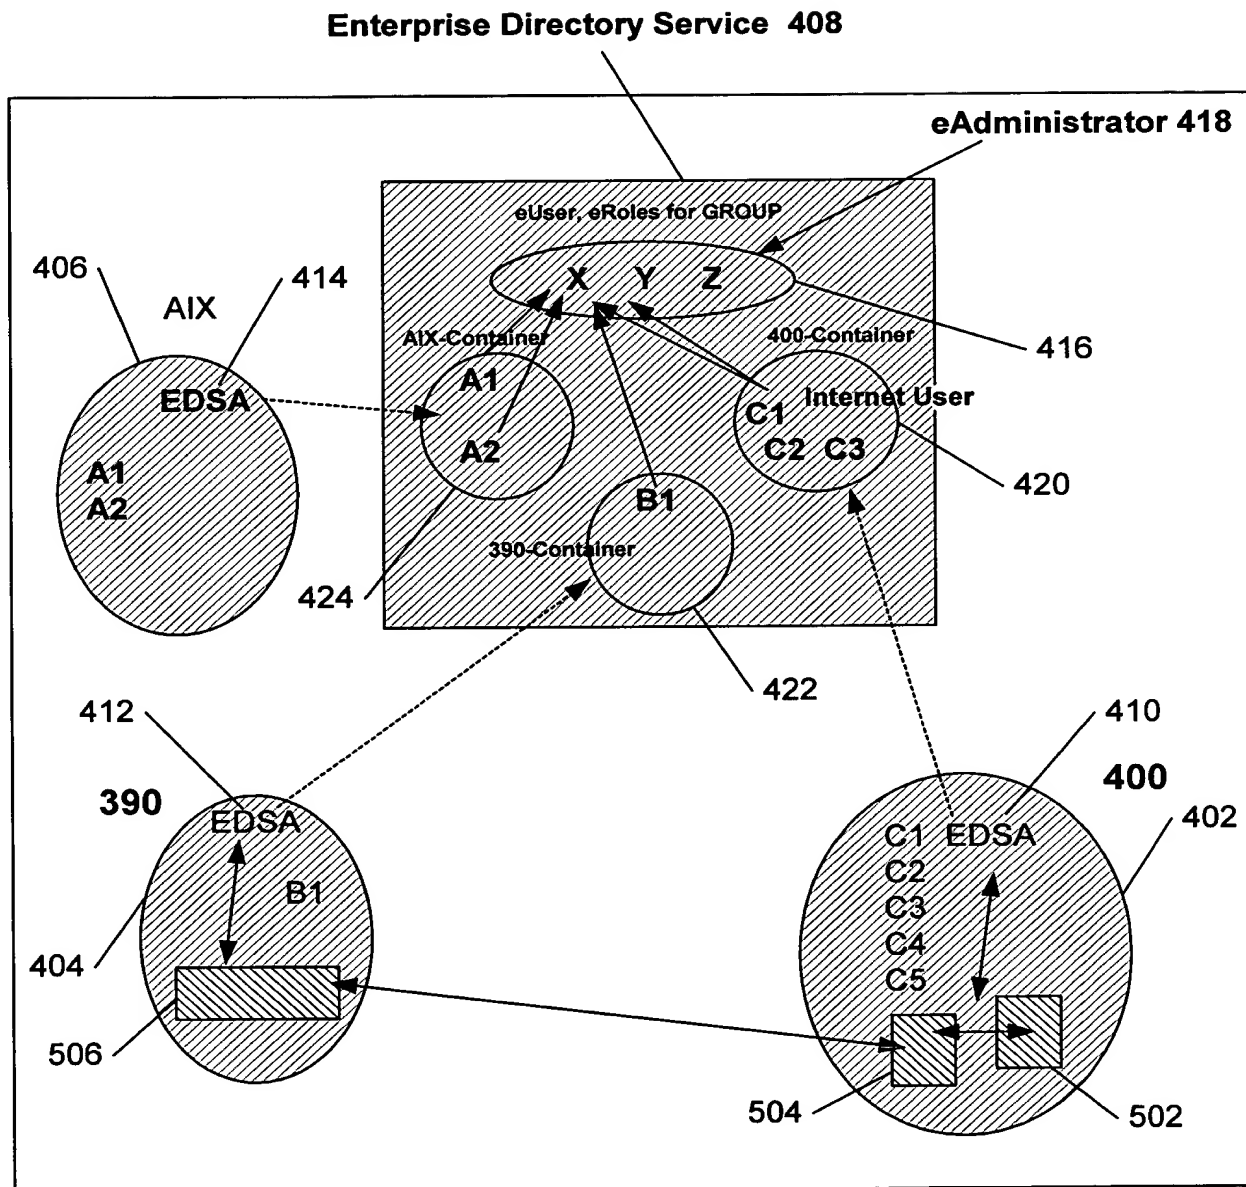 Enterprise Directory Service 408
eAdministrator 418
eUser, eRoles for GROUP
X Y Z
406
414
AIX
EDSA
A1
A2
AIX-Container
A1
A2
400-Container
Internet User
C1
C2 C3
416
420
B1
390-Container
424
422
412
390
EDSA
B1
404
506
410
400
402
C1 EDSA
C2
C3
C4
C5
504
502